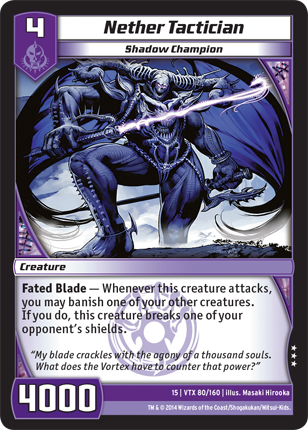 4
Nether Tactician
Shadow Champion
Creature
Fated Blade — Whenever this creature attacks,
you may banish one of your other creatures.
If you do, this creature breaks one of your
opponent's shields.
“My blade crackles with the agony of a thousand souls.
What does the Vortex have to counter that power?”
4000
15 | VTX 80/160 | illus. Masaki Hirooka
TM & © 2014 Wizards of the Coast/Shogakukan/Mitsui-Kids.